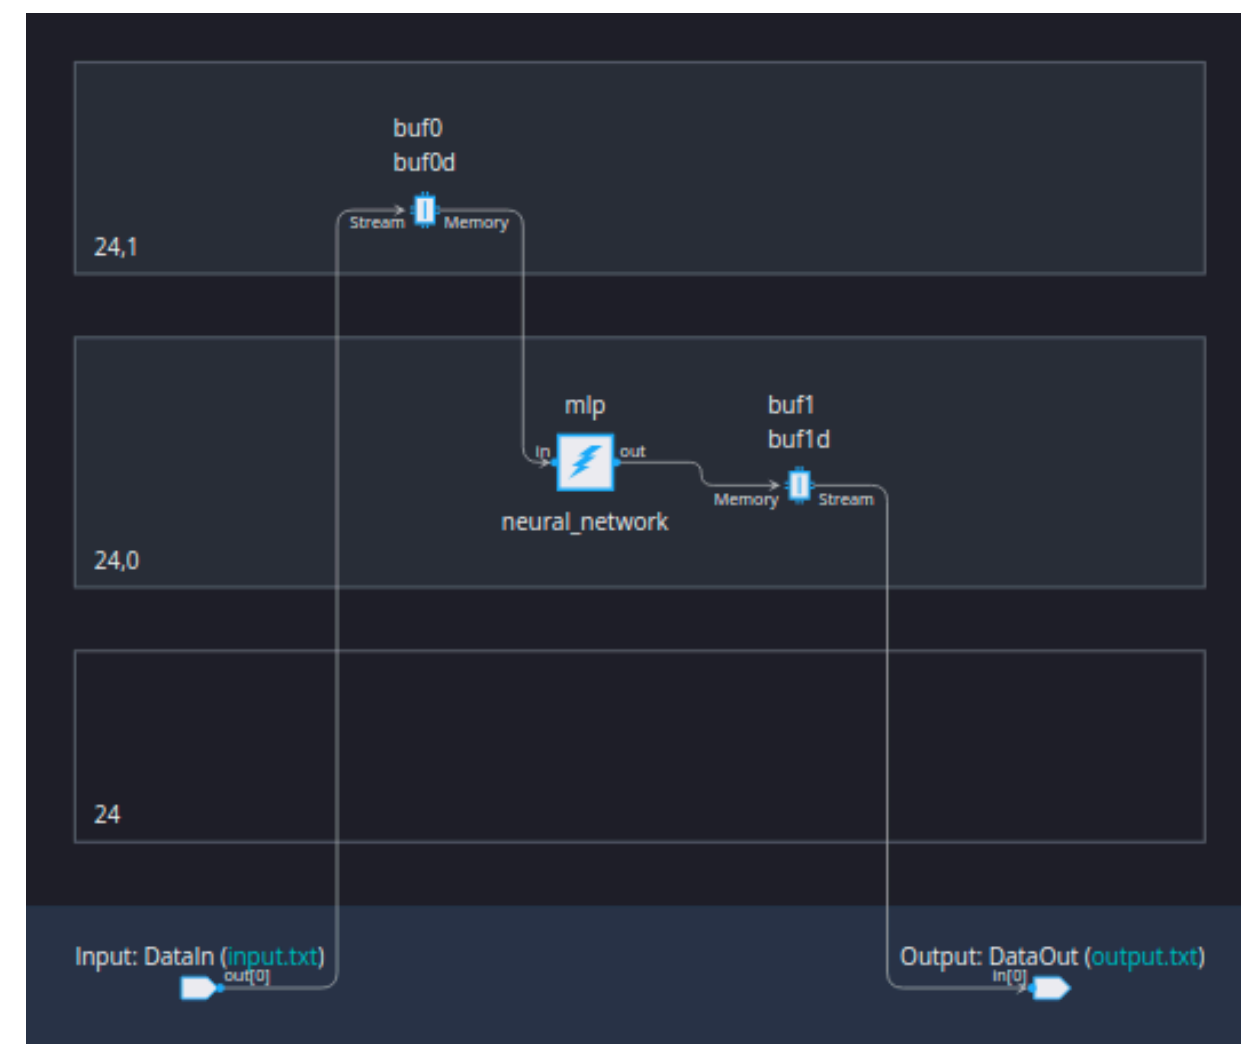 buf0
buf0d
Stream
Memory
24,1
mlp
in
out
neural_network
buf1
buf1d
Memory
Stream
24,0
24
Input: DataIn (input.txt)
out[0]
Output: DataOut (output.txt)
in[0]